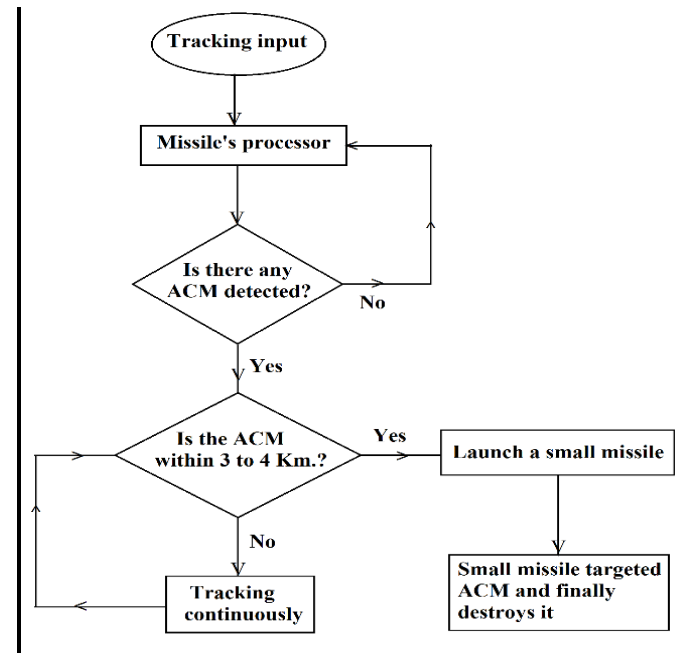 Tracking input
Missile's processor
Is there any
ACM detected?
No
Yes
Is the ACM
within 3 to 4 Km.?
Yes
Launch a small missile
No
Tracking
continuously
Small missile targeted
ACM and finally
destroys it